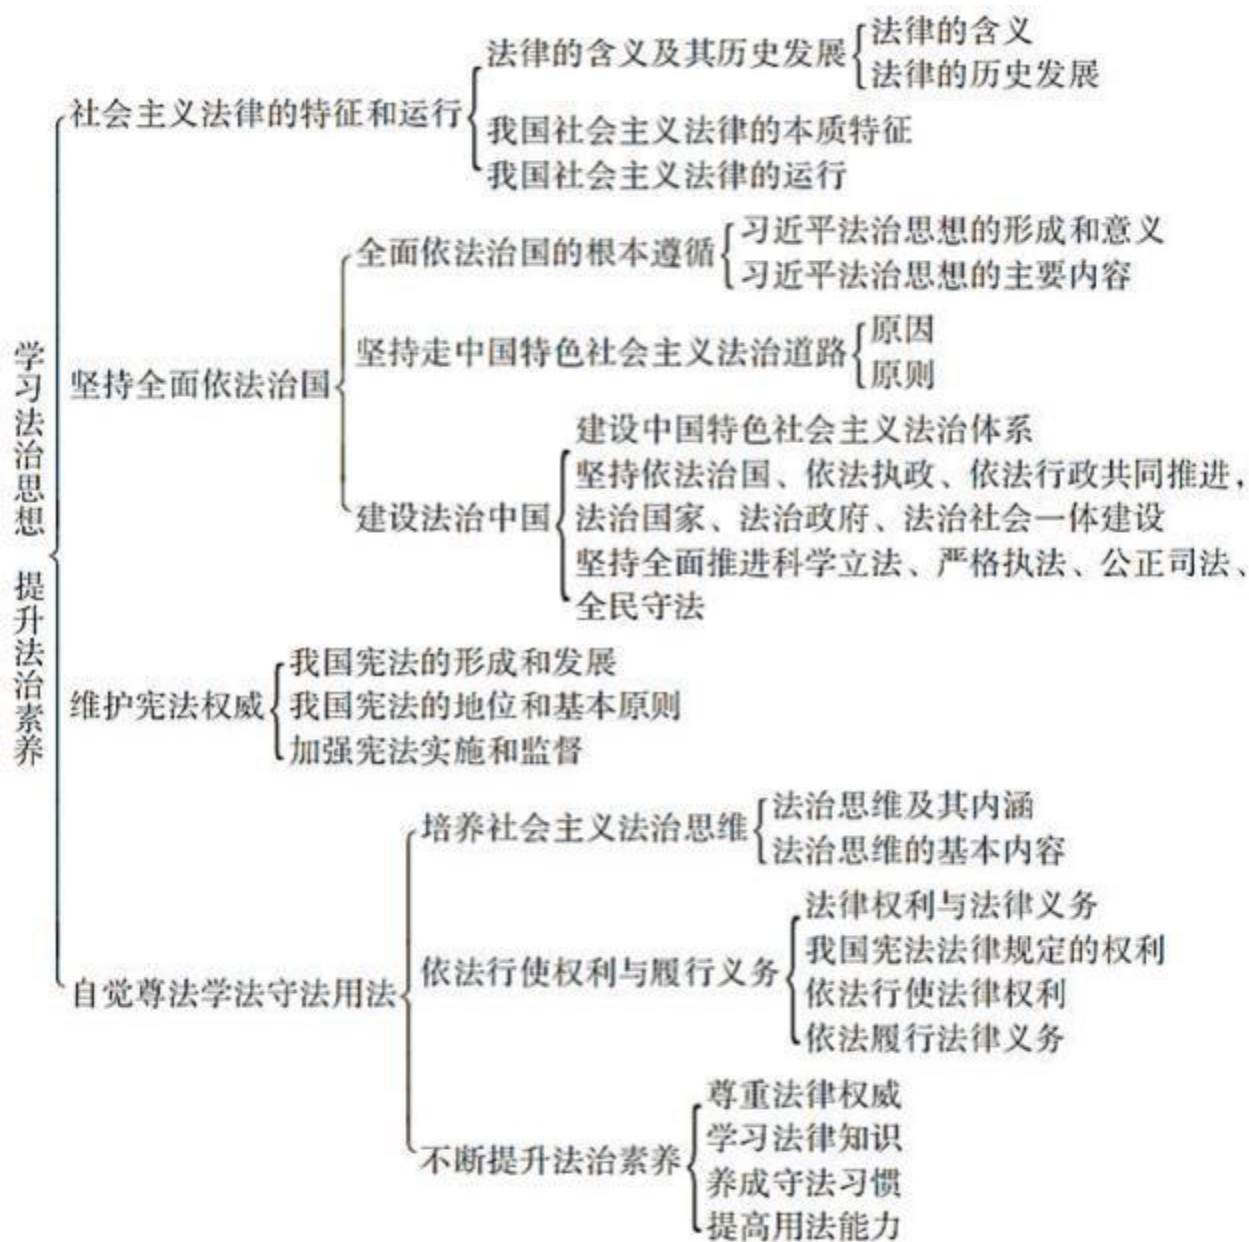 学习法治思想 提升法治素养
社会主义法律的特征和运行
法律的含义及其历史发展
法律的含义
法律的历史发展
我国社会主义法律的本质特征
我国社会主义法律的运行
坚持全面依法治国
全面依法治国的根本遵循
习近平法治思想的形成和意义
习近平法治思想的主要内容
坚持走中国特色社会主义法治道路
原因
原则
建设法治中国
建设中国特色社会主义法治体系
坚持依法治国、依法执政、依法行政共同推进，
法治国家、法治政府、法治社会一体建设
坚持全面推进科学立法、严格执法、公正司法、
全民守法
维护宪法权威
我国宪法的形成和发展
我国宪法的地位和基本原则
加强宪法实施和监督
自觉尊法学法守法用法
培养社会主义法治思维
法治思维及其内涵
法治思维的基本内容
依法行使权利与履行义务
法律权利与法律义务
我国宪法法律规定的权利
依法行使法律权利
依法履行法律义务
不断提升法治素养
尊重法律权威
学习法律知识
养成守法习惯
提高用法能力